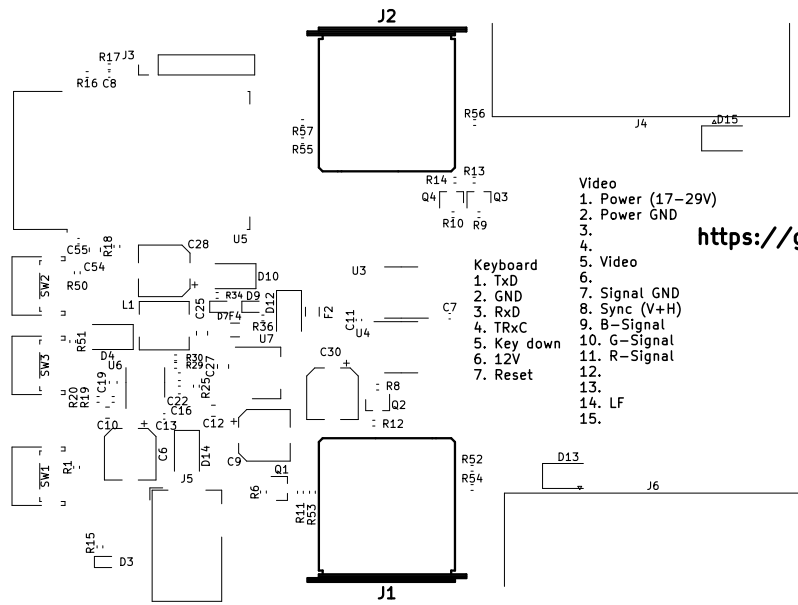 J2
R17
J3
R16 C8
R56
D15
R57
J4
R55
R13
R14
Q4
Q3
R10
R9
Video
1. Power (17-29V)
2. Power GND
3.
4.
5. Video
6.
7. Signal GND
8. Sync (V+H)
9. B-Signal
10. G-Signal
11. R-Signal
12.
13.
14. LF
15.
https://g
U5
C55
R18
C28
C54
R50
SW2
D10
U3
Keyboard
1. TxD
2. GND
3. RxD
4. TRxC
5. Key down
6. 12V
7. Reset
R34
D9
L1
C25
D12
D7
F4
R36
F2
C11
U4
C7
U7
R51
D4
SW3
U6
R30
R29
C27
C30
C19
R25
R8
R20
R19
C22
C16
Q2
C10
C13
C12
R12
C6
D14
C9
SW1
R1
J5
Q1
R52
R54
D13
J6
R6
R11
R53
R15
D3
J1